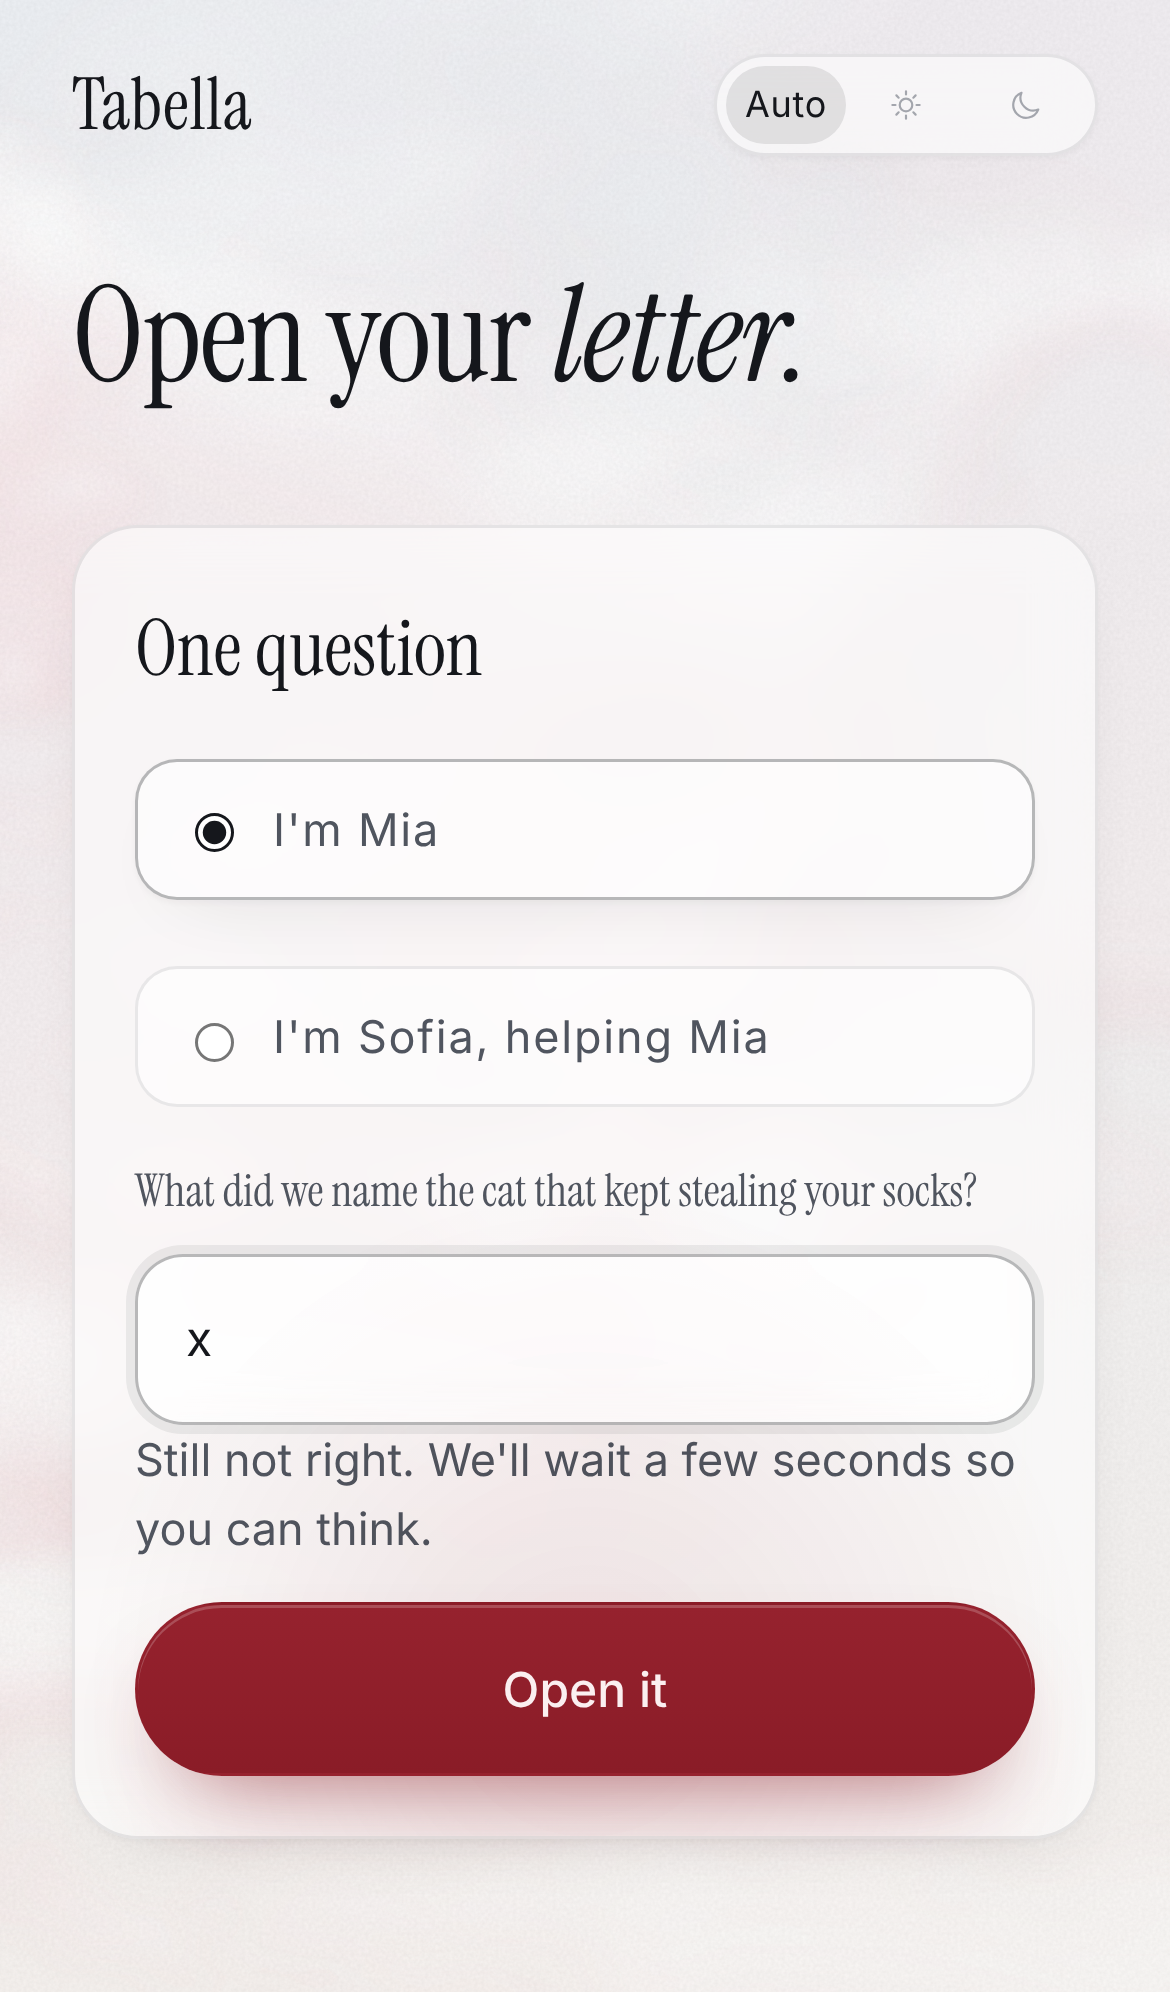 Tabella
Auto
Open your letter.
One question
I'm Mia
I'm Sofia, helping Mia
What did we name the cat that kept stealing your socks?
x
Still not right. We'll wait a few seconds so
you can think.
Open it